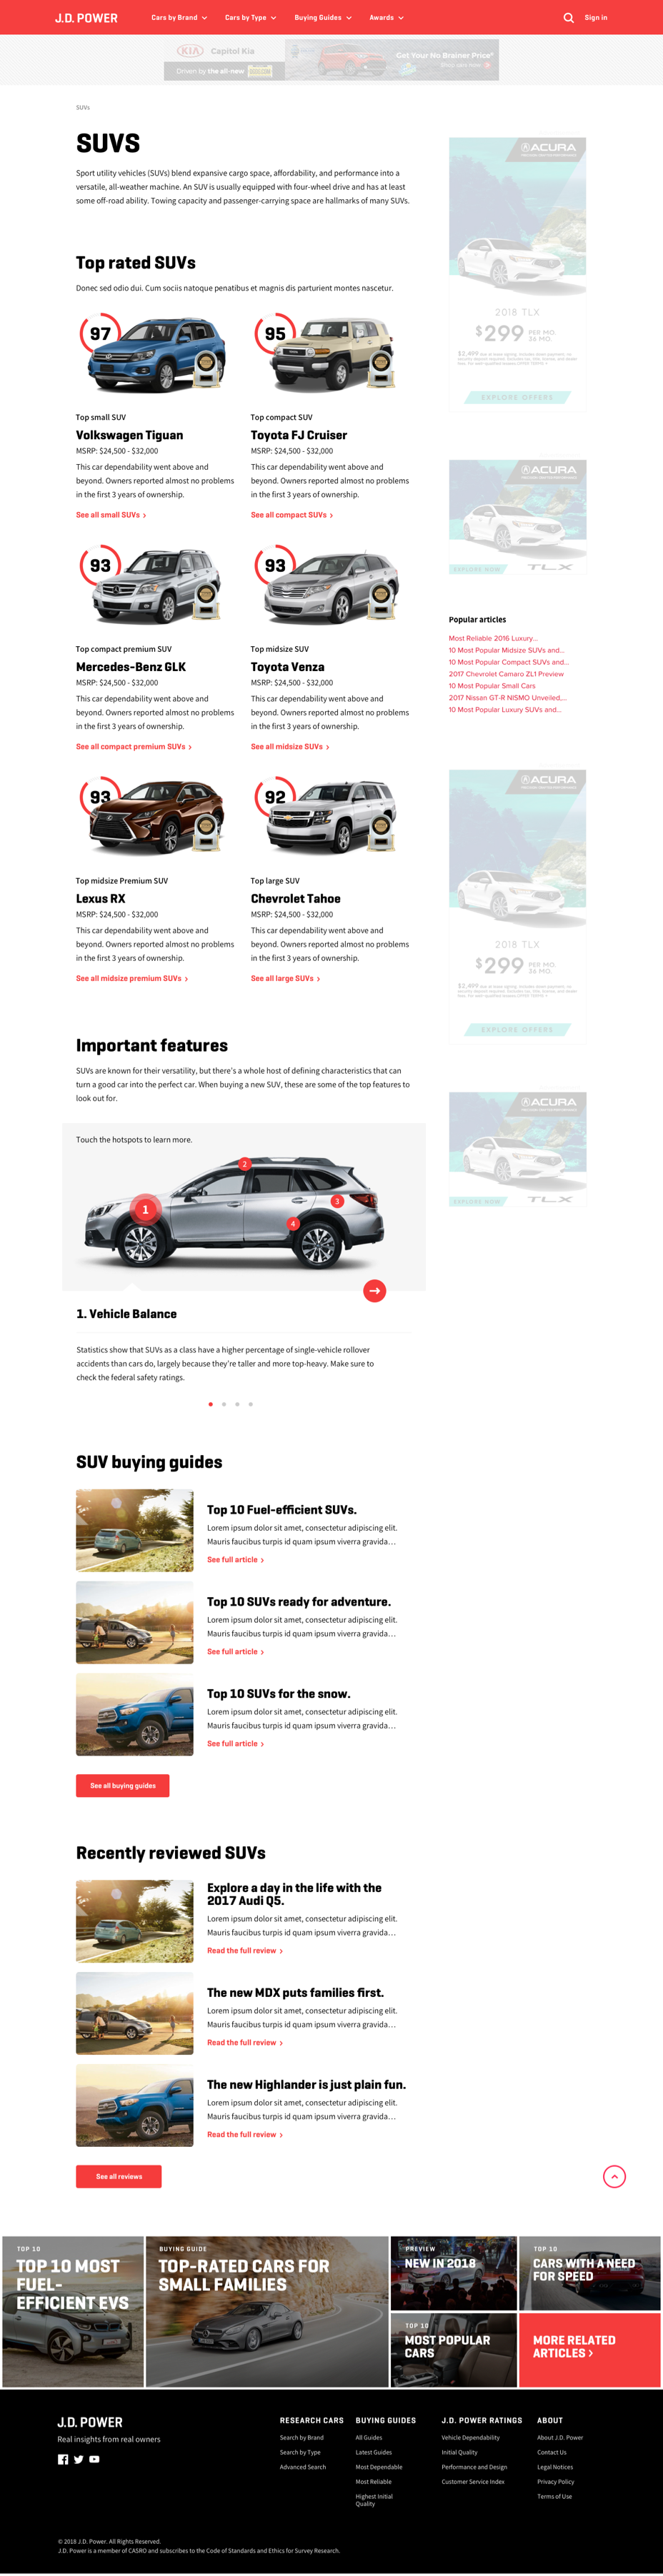 J.D. POWER
Cars by Brand
Cars by Type
Buying Guides
Awards
Sign in
KIA Capitol Kia
Driven by the all-new
Get Your No Brainer Price*
SUVs
SUVS
Sport utility vehicles (SUVs) blend expansive cargo space, affordability, and performance into a
versatile, all-weather machine. An SUV is usually equipped with four-wheel drive and has at least
some off-road ability. Towing capacity and passenger-carrying space are hallmarks of many SUVs.
Top rated SUVs
Donec sed odio dui. Cum sociis natoque penatibus et magnis dis parturient montes nascetur.
97
Top small SUV
Volkswagen Tiguan
MSRP: $24,500 - $32,000
This car dependability went above and
beyond. Owners reported almost no problems
in the first 3 years of ownership.
See all small SUVs ›
95
Top compact SUV
Toyota FJ Cruiser
MSRP: $24,500 - $32,000
This car dependability went above and
beyond. Owners reported almost no problems
in the first 3 years of ownership.
See all compact SUVs ›
93
Top compact premium SUV
Mercedes-Benz GLK
MSRP: $24,500 - $32,000
This car dependability went above and
beyond. Owners reported almost no problems
in the first 3 years of ownership.
See all compact premium SUVs ›
93
Top midsize SUV
Toyota Venza
MSRP: $24,500 - $32,000
This car dependability went above and
beyond. Owners reported almost no problems
in the first 3 years of ownership.
See all midsize SUVs ›
93
Top midsize Premium SUV
Lexus RX
MSRP: $24,500 - $32,000
This car dependability went above and
beyond. Owners reported almost no problems
in the first 3 years of ownership.
See all midsize premium SUVs ›
92
Top large SUV
Chevrolet Tahoe
MSRP: $24,500 - $32,000
This car dependability went above and
beyond. Owners reported almost no problems
in the first 3 years of ownership.
See all large SUVs ›
ACURA
2018 TLX
$299 PER MO.
36 MO.
EXPLORE OFFERS
ACURA
EXPLORE NOW
TLX
Popular articles
Most Reliable 2016 Luxury...
10 Most Popular Midsize SUVs and...
10 Most Popular Compact SUVs and...
2017 Chevrolet Camaro ZL1 Preview
10 Most Popular Small Cars
2017 Nissan GT-R NISMO Unveiled,...
10 Most Popular Luxury SUVs and...
ACURA
2018 TLX
$299 PER MO.
36 MO.
EXPLORE OFFERS
ACURA
EXPLORE NOW
TLX
Important features
SUVs are known for their versatility, but there's a whole host of defining characteristics that can
turn a good car into the perfect car. When buying a new SUV, these are some of the top features to
look out for.
Touch the hotspots to learn more.
1
2
3
4
1. Vehicle Balance
Statistics show that SUVs as a class have a higher percentage of single-vehicle rollover
accidents than cars do, largely because they're taller and more top-heavy. Make sure to
check the federal safety ratings.
SUV buying guides
Top 10 Fuel-efficient SUVs.
Lorem ipsum dolor sit amet, consectetur adipiscing elit.
Mauris faucibus turpis id quam ipsum viverra gravida…
See full article ›
Top 10 SUVs ready for adventure.
Lorem ipsum dolor sit amet, consectetur adipiscing elit.
Mauris faucibus turpis id quam ipsum viverra gravida…
See full article ›
Top 10 SUVs for the snow.
Lorem ipsum dolor sit amet, consectetur adipiscing elit.
Mauris faucibus turpis id quam ipsum viverra gravida…
See full article ›
See all buying guides
Recently reviewed SUVs
Explore a day in the life with the
2017 Audi Q5.
Lorem ipsum dolor sit amet, consectetur adipiscing elit.
Mauris faucibus turpis id quam ipsum viverra gravida…
Read the full review ›
The new MDX puts families first.
Lorem ipsum dolor sit amet, consectetur adipiscing elit.
Mauris faucibus turpis id quam ipsum viverra gravida…
Read the full review ›
The new Highlander is just plain fun.
Lorem ipsum dolor sit amet, consectetur adipiscing elit.
Mauris faucibus turpis id quam ipsum viverra gravida…
Read the full review ›
See all reviews
TOP 10
TOP 10 MOST
FUEL-
EFFICIENT EVS
BUYING GUIDE
TOP-RATED CARS FOR
SMALL FAMILIES
PREVIEW
NEW IN 2018
TOP 10
CARS WITH A NEED
FOR SPEED
TOP 10
MOST POPULAR
CARS
MORE RELATED
ARTICLES ›
J.D. POWER
Real insights from real owners
RESEARCH CARS
Search by Brand
Search by Type
Advanced Search
BUYING GUIDES
All Guides
Latest Guides
Most Dependable
Most Reliable
Highest Initial
Quality
J.D. POWER RATINGS
Vehicle Dependability
Initial Quality
Performance and Design
Customer Service Index
ABOUT
About J.D. Power
Contact Us
Legal Notices
Privacy Policy
Terms of Use
© 2018 J.D. Power. All Rights Reserved.
J.D. Power is a member of CASRO and subscribes to the Code of Standards and Ethics for Survey Research.